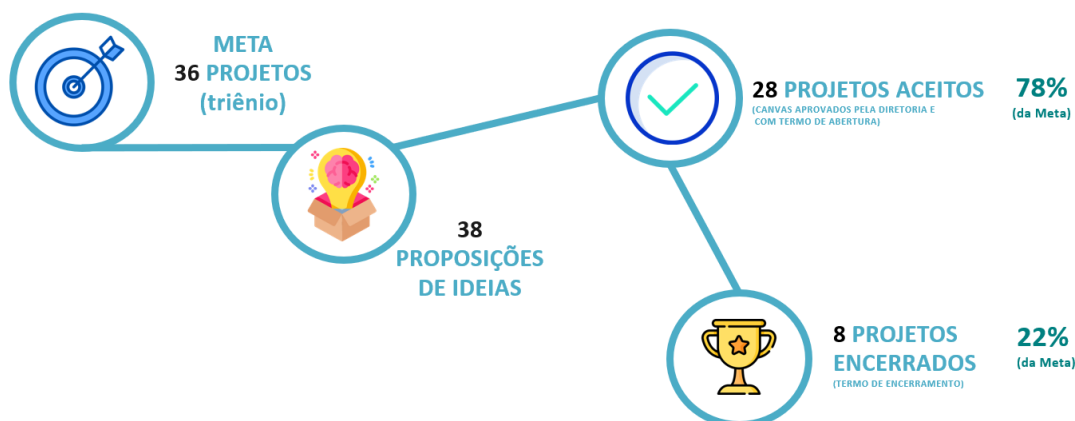 META
36 PROJETOS
(triênio)
38
PROPOSIÇÕES
DE IDEIAS
28 PROJETOS ACEITOS
(CANVAS APROVADOS PELA DIRETORIA E
COM TERMO DE ABERTURA)
78%
(da Meta)
8 PROJETOS
ENCERRADOS
(TERMO DE ENCERRAMENTO)
22%
(da Meta)